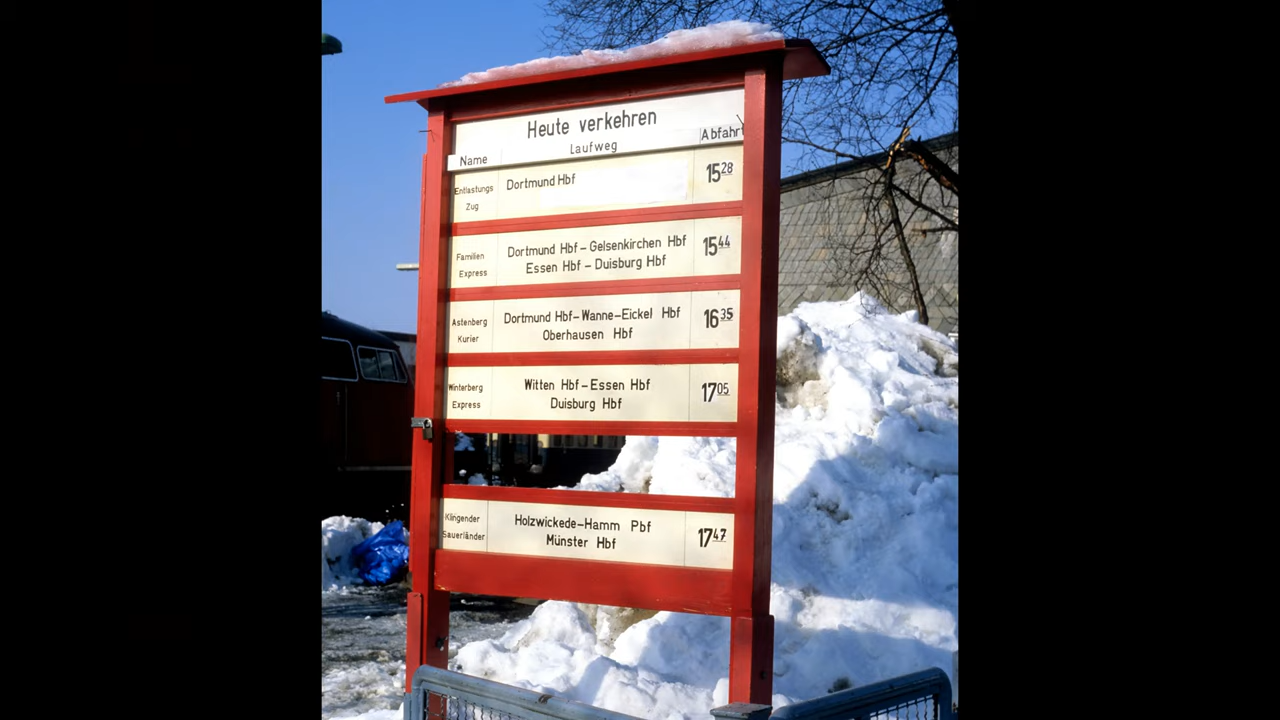 Heute verkehren
Name Laufweg Abfahrt
Entlastungs Zug Dortmund Hbf 15 28
Familien Express Dortmund Hbf – Gelsenkirchen Hbf 15 44
Essen Hbf – Duisburg Hbf
Astenberg Kurier Dortmund Hbf – Wanne-Eickel Hbf 16 35
Oberhausen Hbf
Winterberg Express Witten Hbf – Essen Hbf 17 05
Duisburg Hbf
Klingender Sauerländer Holzwickede – Hamm Pbf 17 47
Münster Hbf